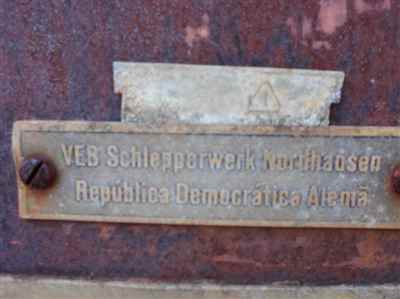 VEB Schlepperwerk Nordhausen
República Democrática Alemã